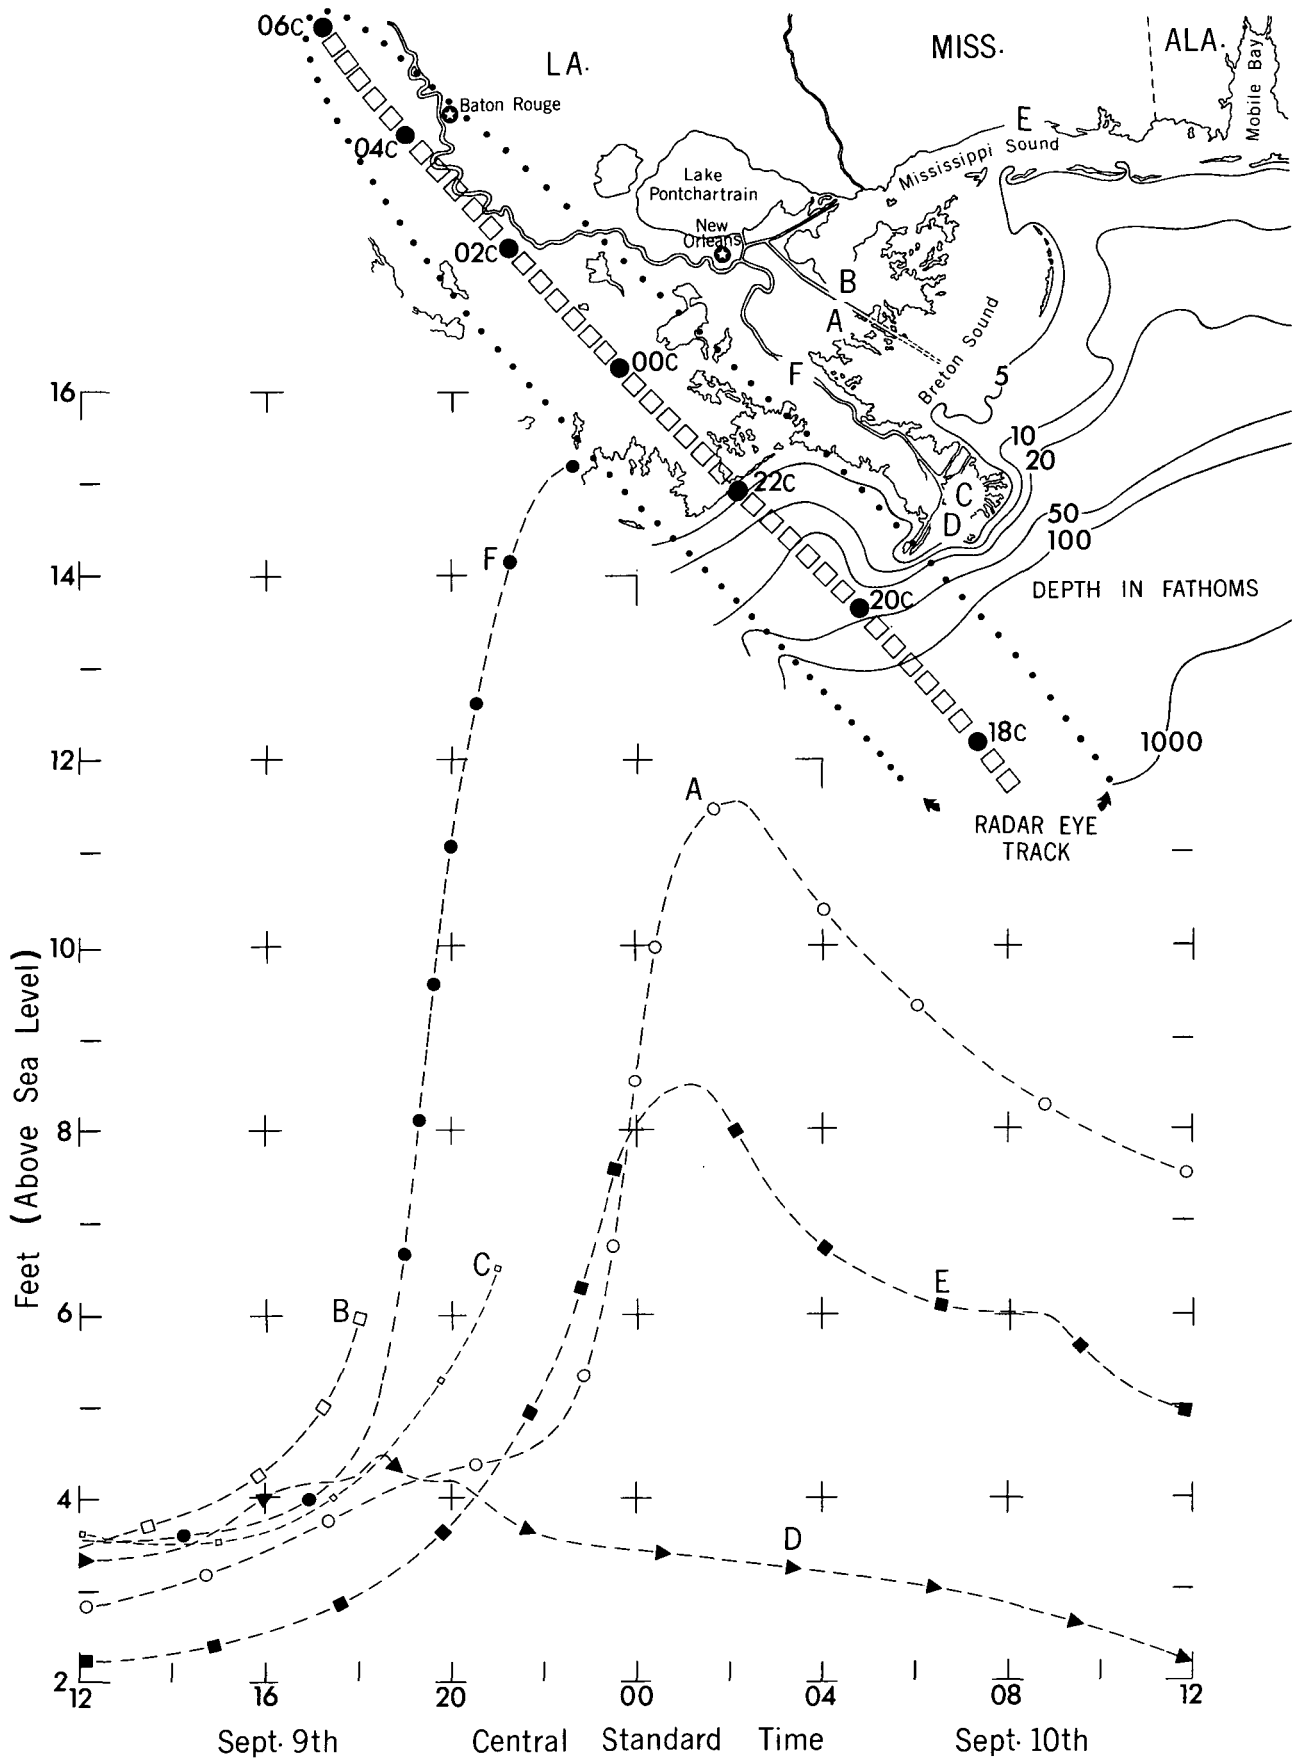 06C
LA.
MISS.
ALA.
Mobile Bay
Baton Rouge
E
04C
Mississippi Sound
Lake
Pontchartrain
New
Orleans
02C
B
A
Breton Sound
00C
F
5
16
10
20
22C
C
D
50
100
F
14
20C
DEPTH IN FATHOMS
18C
1000
12
A
RADAR EYE
TRACK
10
Feet (Above Sea Level)
8
C
E
B
6
4
D
2
12
16
20
00
04
08
12
Sept. 9th Central Standard Time Sept. 10th